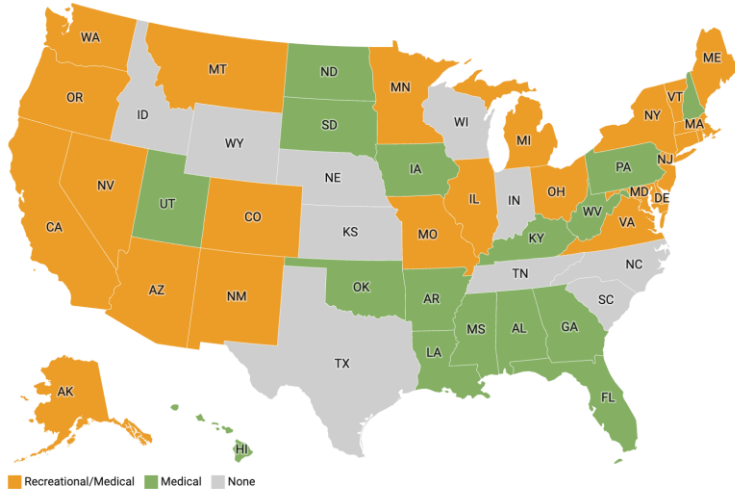 WA
ME
MT
ND
MN
VT
OR
NY
MA
ID
SD
WI
MI
WY
IA
PA
NJ
NE
NV
UT
IL
IN
OH
MD
DE
CO
WV
VA
CA
KS
MO
KY
NC
TN
AZ
NM
OK
AR
SC
MS
AL
GA
LA
TX
AK
FL
HI
Recreational/Medical
Medical
None